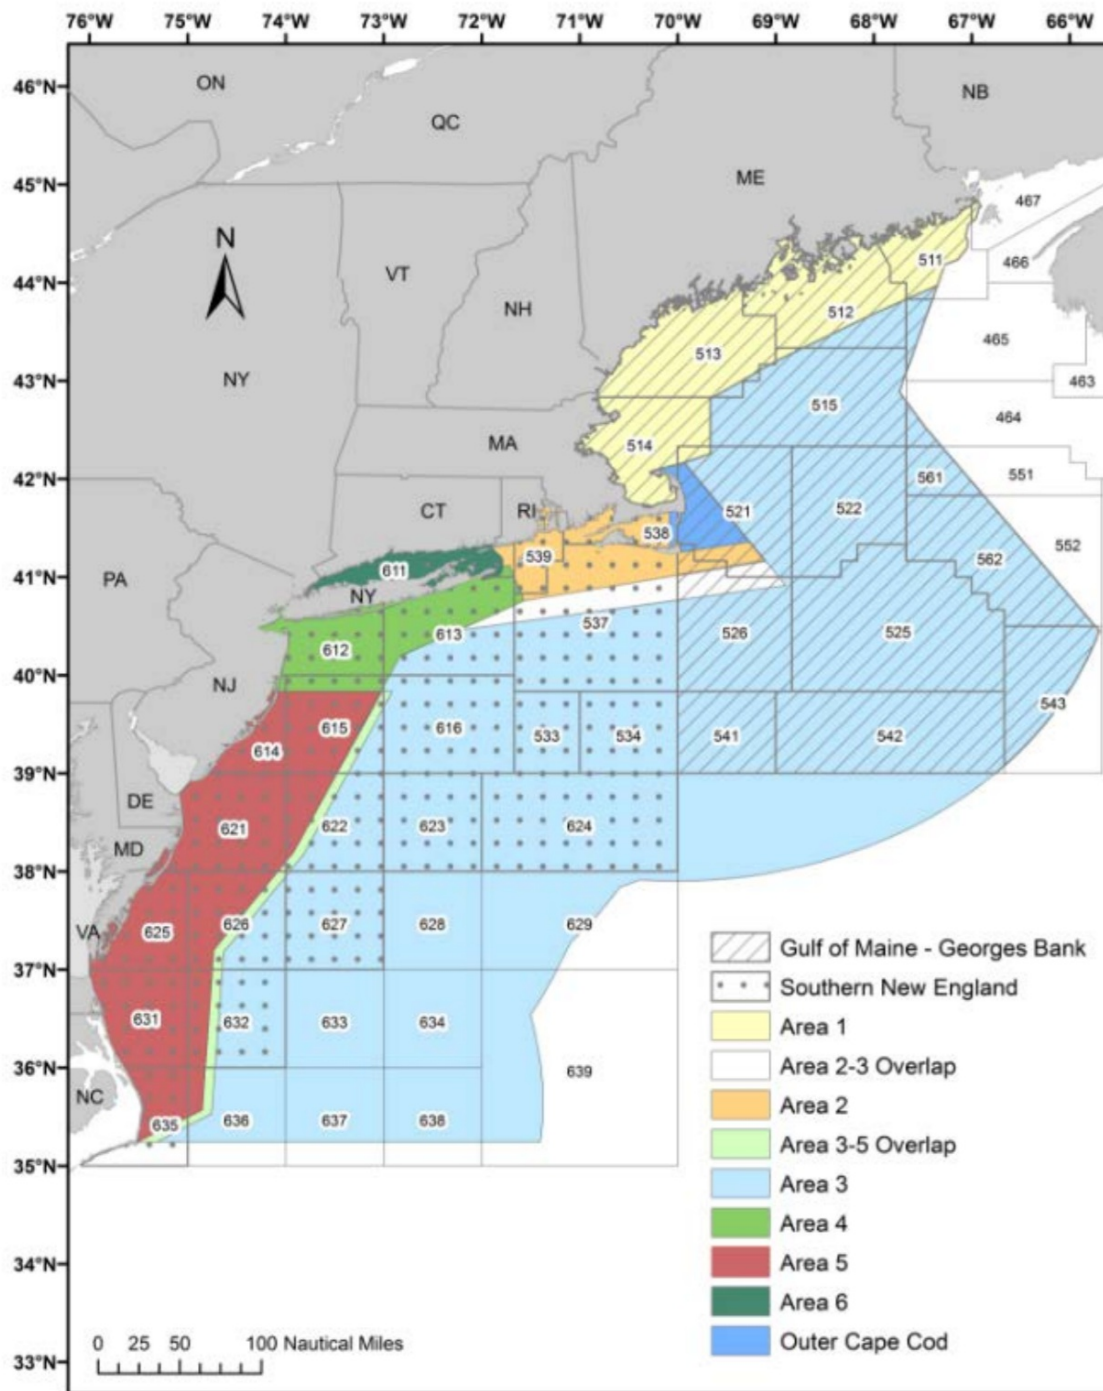 76°W 75°W 74°W 73°W 72°W 71°W 70°W 69°W 68°W 67°W 66°W
46°N
45°N
44°N
43°N
42°N
41°N
40°N
39°N
38°N
37°N
36°N
35°N
34°N
33°N
ON
QC
NB
ME
N
VT
NH
NY
MA
CT
RI
PA
NY
NJ
DE
MD
VA
NC
467
511
466
512
465
513
463
515
464
514
561
551
521
522
552
538
539
562
611
537
526
525
613
612
543
615
616
533
534
541
542
614
621
622
623
624
625
626
627
628
629
631
632
633
634
639
635
636
637
638
Gulf of Maine - Georges Bank
Southern New England
Area 1
Area 2-3 Overlap
Area 2
Area 3-5 Overlap
Area 3
Area 4
Area 5
Area 6
Outer Cape Cod
0 25 50 100 Nautical Miles